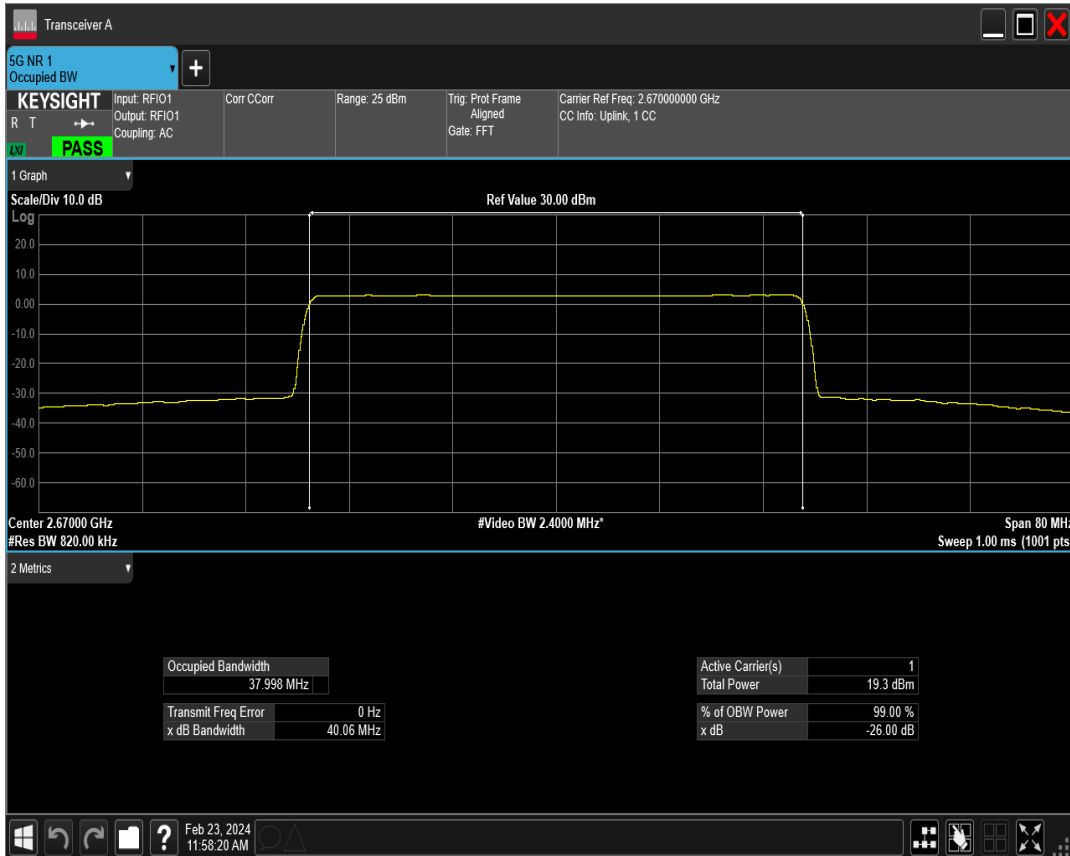 Transceiver A
5G NR 1
Occupied BW
+
KEYSIGHT
R T
LXI
PASS
Input: RFIO1
Output: RFIO1
Coupling: AC
Corr CCorr
Range: 25 dBm
Trig: Prot Frame
Aligned
Gate: FFT
Carrier Ref Freq: 2.670000000 GHz
CC Info: Uplink, 1 CC
1 Graph
Scale/Div 10.0 dB
Ref Value 30.00 dBm
Log
20.0
10.0
0.00
-10.0
-20.0
-30.0
-40.0
-50.0
-60.0
Center 2.67000 GHz
#Video BW 2.4000 MHz*
Span 80 MHz
#Res BW 820.00 kHz
Sweep 1.00 ms (1001 pts
2 Metrics
Occupied Bandwidth
37.998 MHz
Transmit Freq Error 0 Hz
x dB Bandwidth 40.06 MHz
Active Carrier(s) 1
Total Power 19.3 dBm
% of OBW Power 99.00 %
x dB -26.00 dB
?
Feb 23, 2024
11:58:20 AM